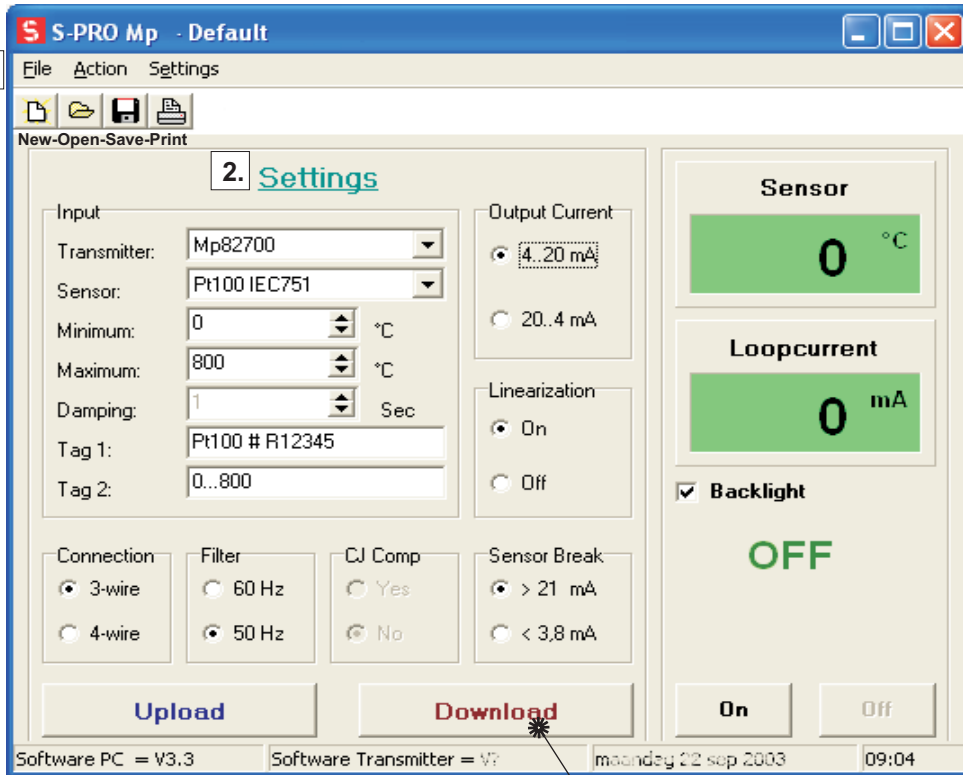 S-PRO Mp - Default
File Action Settings
New-Open-Save-Print
2. Settings
Input
Transmitter: Mp82700
Sensor: Pt100 IEC751
Minimum: 0 °C
Maximum: 800 °C
Damping: 1 Sec
Tag 1: Pt100 # R12345
Tag 2: 0...800
Output Current
4..20 mA
20..4 mA
Linearization
On
Off
Connection
3-wire
4-wire
Filter
60 Hz
50 Hz
CJ Comp
Yes
No
Sensor Break
> 21 mA
< 3,8 mA
Upload Download
Sensor
0 °C
Loopcurrent
0 mA
Backlight
OFF
On Off
Software PC = V3.3 Software Transmitter = V? maandag 22 sep 2003 09:04